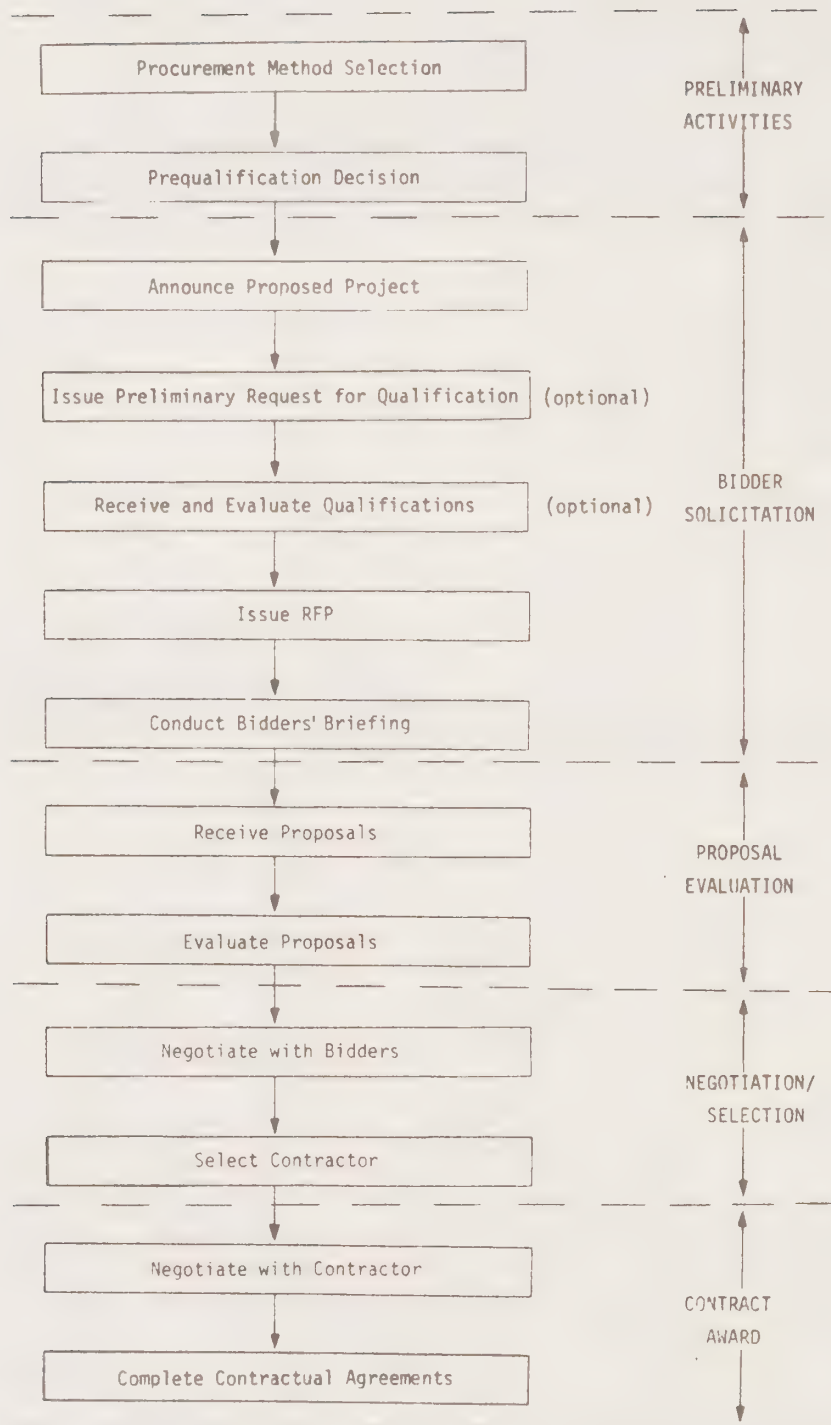 Procurement Method Selection
PRELIMINARY
ACTIVITIES
Prequalification Decision
Announce Proposed Project
Issue Preliminary Request for Qualification (optional)
Receive and Evaluate Qualifications (optional)
BIDDER
SOLICITATION
Issue RFP
Conduct Bidders' Briefing
Receive Proposals
PROPOSAL
EVALUATION
Evaluate Proposals
Negotiate with Bidders
NEGOTIATION/
SELECTION
Select Contractor
Negotiate with Contractor
CONTRACT
AWARD
Complete Contractual Agreements